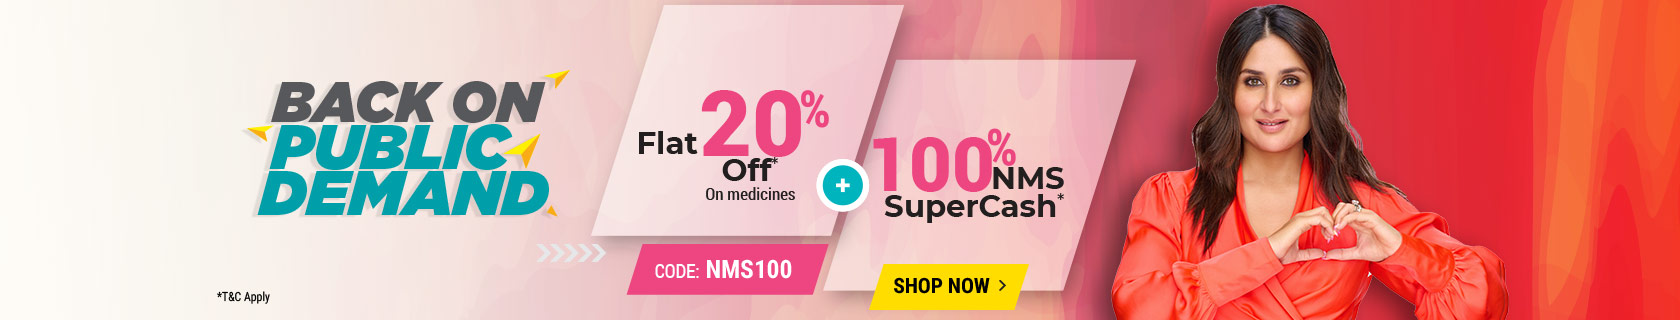 BACK ON
PUBLIC
DEMAND
*T&C Apply
Flat 20%
Off*
On medicines
CODE: NMS100
+
100% NMS
SuperCash*
SHOP NOW >